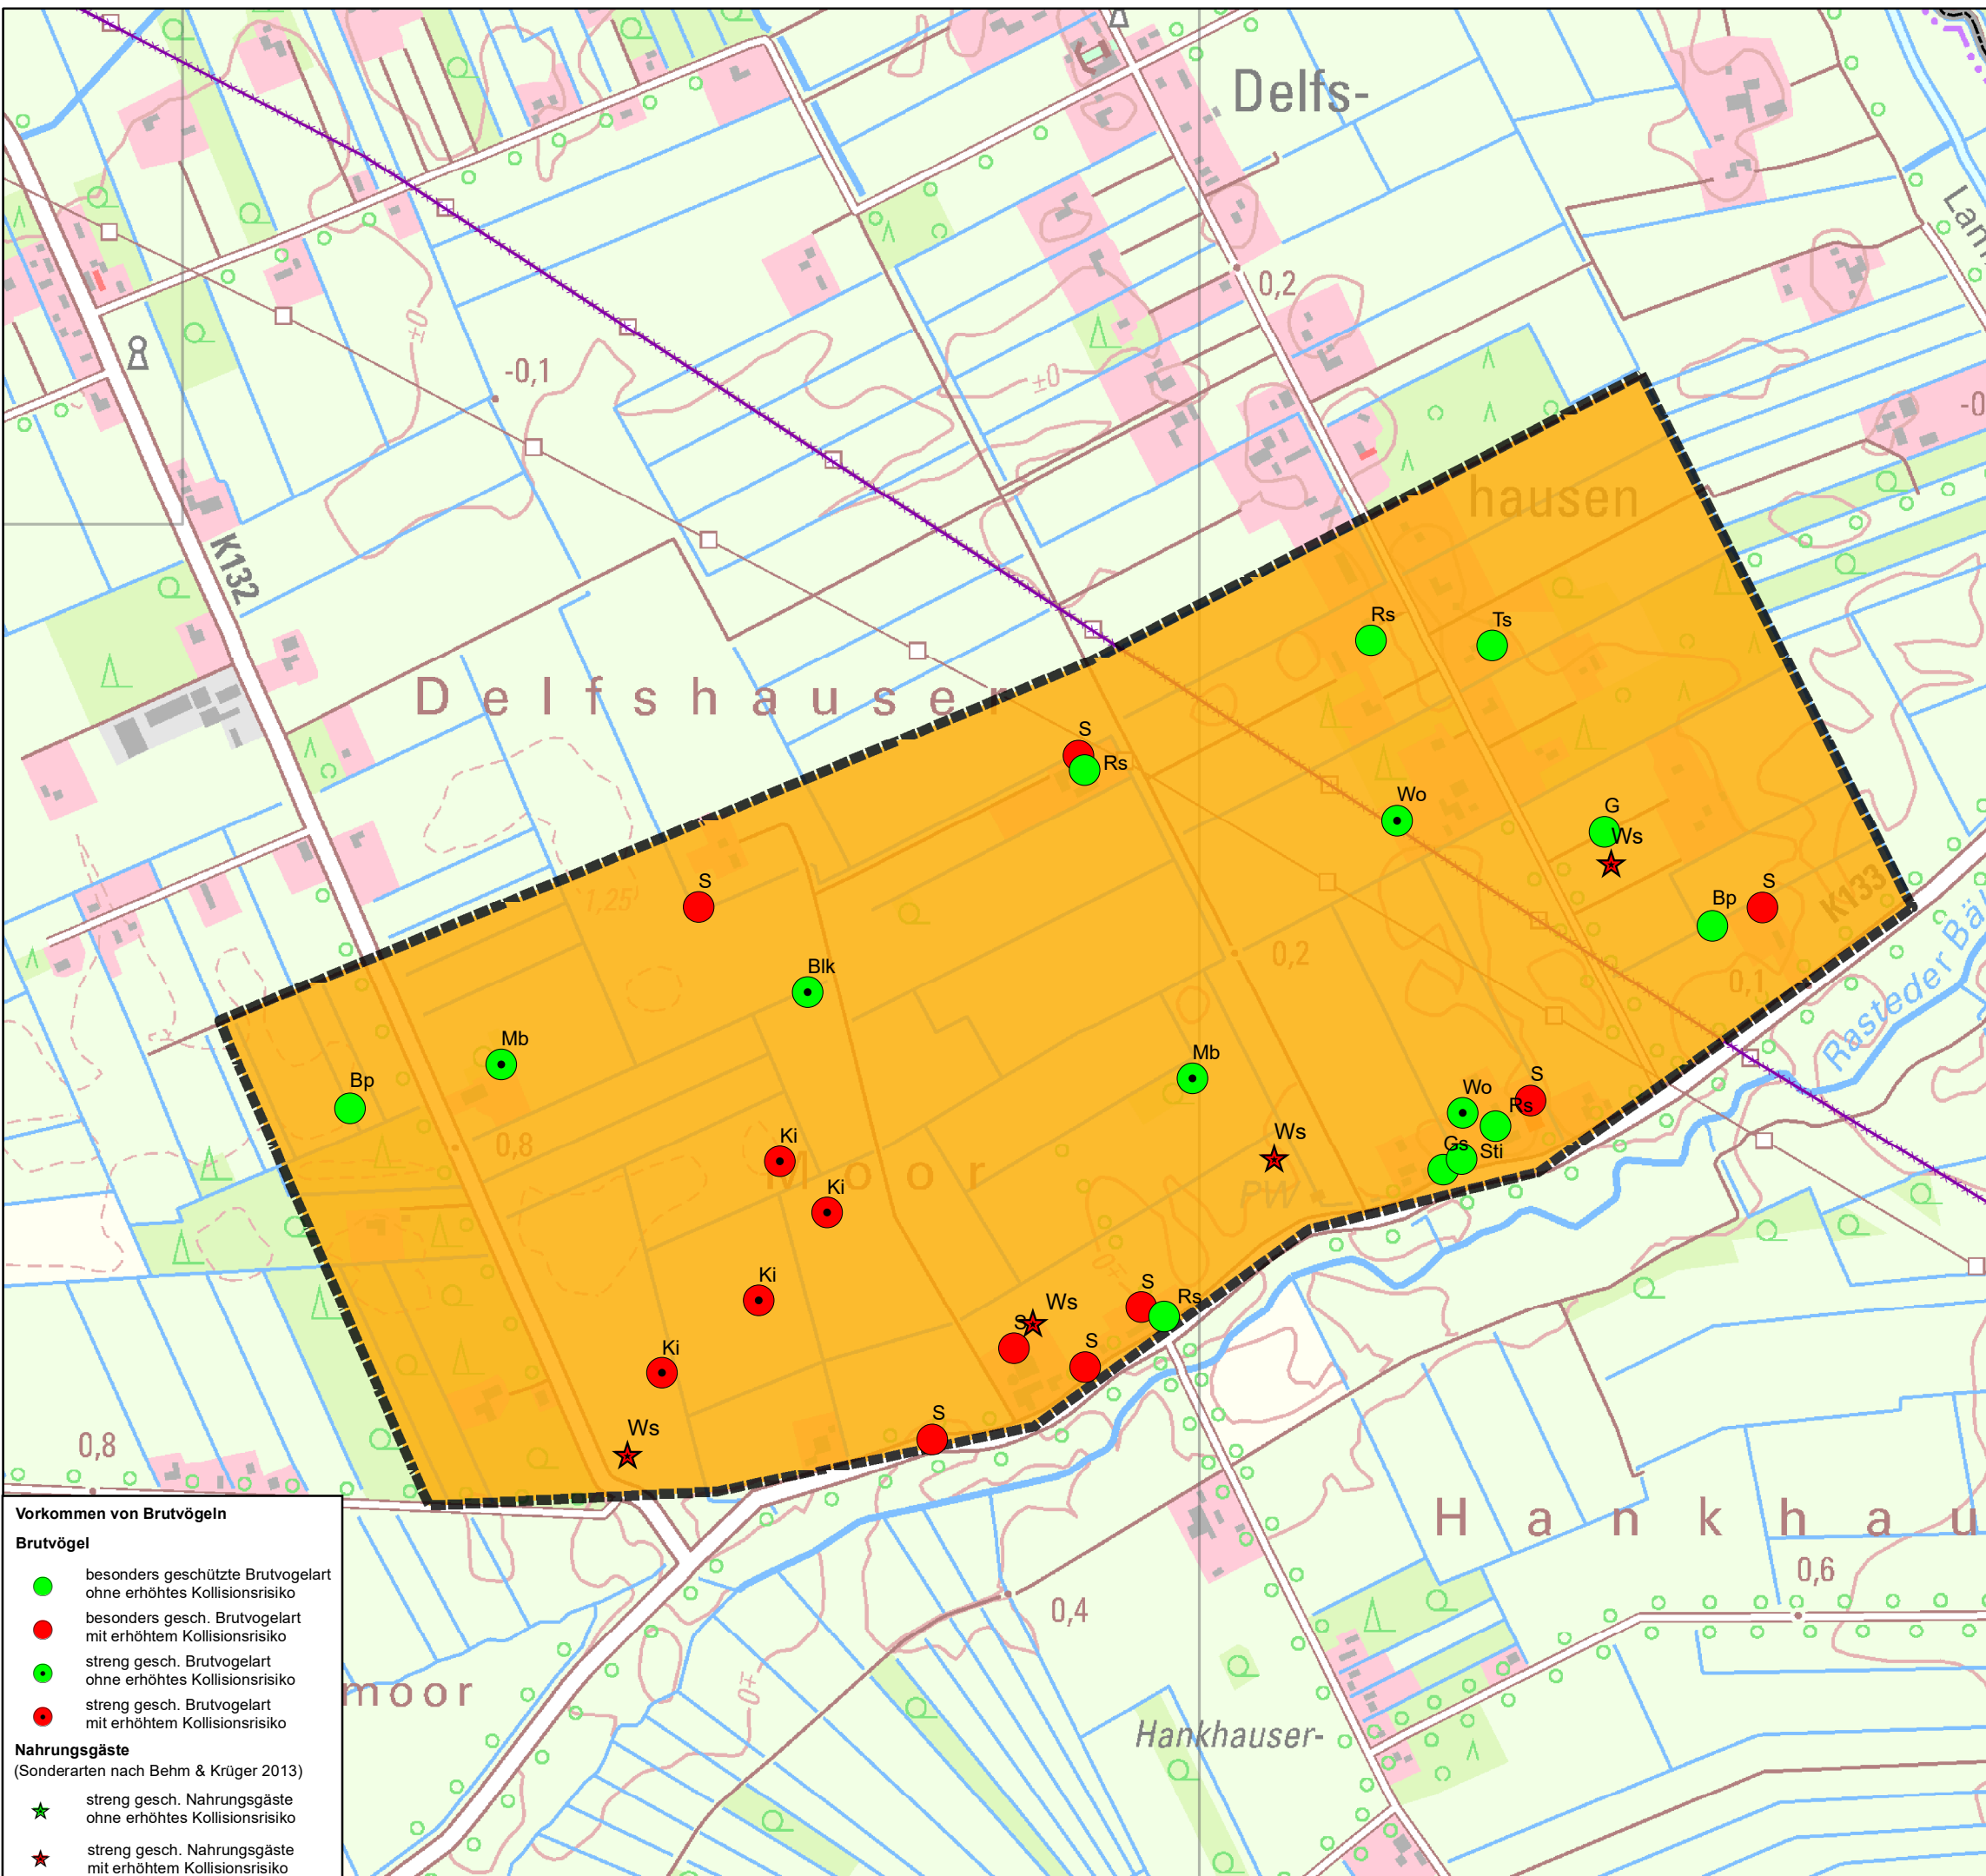 Delfs-
Lan
0,2
±0
-0,1
±0
-0
hausen
K132
Rs
Ts
Delfshauser
S
Rs
Wo
G
Ws
S
1,25
Bp
S
K133
0,2
0,1
Blk
Rasteder Bä
Mb
Mb
Bp
S
Wo
Rs
0,8
Ki
Ws
Gs
Sti
Moor
PW
Ki
Ki
S
Rs
Ws
S
S
Ki
S
Ws
0,8
Hankhau
0,6
0,4
moor
±0
Hankhauser-
Vorkommen von Brutvögeln
Brutvögel
besonders geschützte Brutvogelart
ohne erhöhtes Kollisionsrisiko
besonders gesch. Brutvogelart
mit erhöhtem Kollisionsrisiko
streng gesch. Brutvogelart
ohne erhöhtes Kollisionsrisiko
streng gesch. Brutvogelart
mit erhöhtem Kollisionsrisiko
Nahrungsgäste
(Sonderarten nach Behm & Krüger 2013)
streng gesch. Nahrungsgäste
ohne erhöhtes Kollisionsrisiko
streng gesch. Nahrungsgäste
mit erhöhtem Kollisionsrisiko